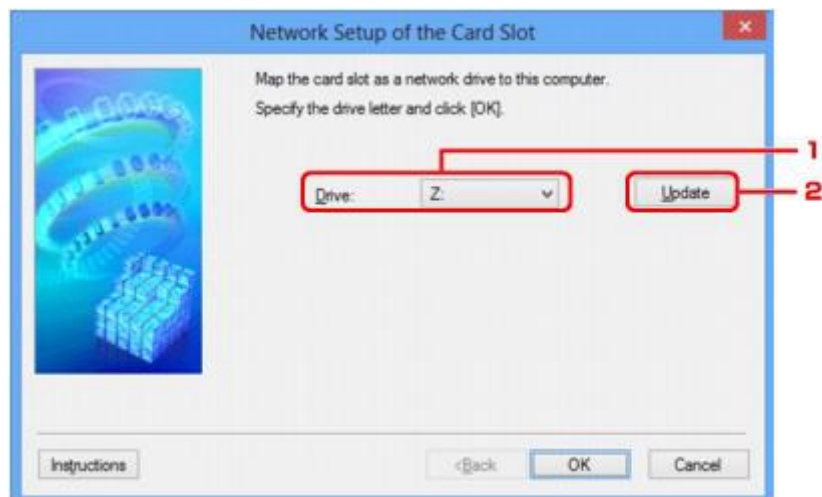 Network Setup of the Card Slot
Map the card slot as a network drive to this computer.
Specify the drive letter and click [OK].
1
Drive: Z: Update 2
Instructions <Back OK Cancel